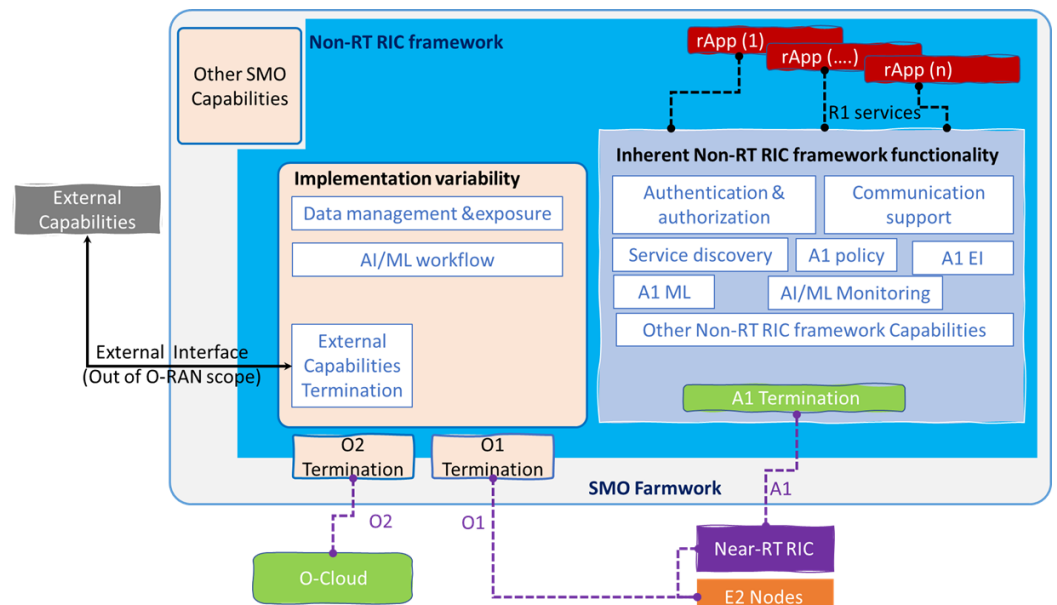 Non-RT RIC framework
rApp (1)
rApp (....)
rApp (n)
Other SMO
Capabilities
R1 services
Inherent Non-RT RIC framework functionality
Implementation variability
Authentication &
authorization
Communication
support
External
Capabilities
Data management &exposure
AI/ML workflow
Service discovery
A1 policy
A1 EI
A1 ML
AI/ML Monitoring
Other Non-RT RIC framework Capabilities
External
Capabilities
Termination
External Interface
(Out of O-RAN scope)
A1 Termination
O2
Termination
O1
Termination
SMO Farmwork
A1
O2
O1
Near-RT RIC
O-Cloud
E2 Nodes